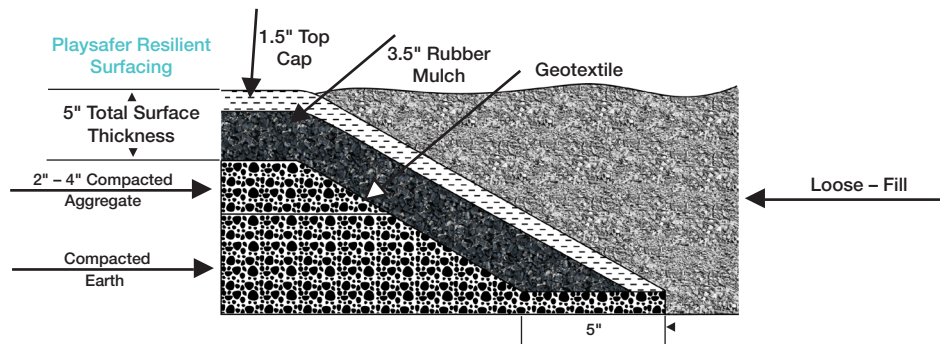 Playsafer Resilient
Surfacing
1.5" Top
Cap
3.5" Rubber
Mulch
Geotextile
5" Total Surface
Thickness
2" – 4" Compacted
Aggregate
Loose – Fill
Compacted
Earth
5"